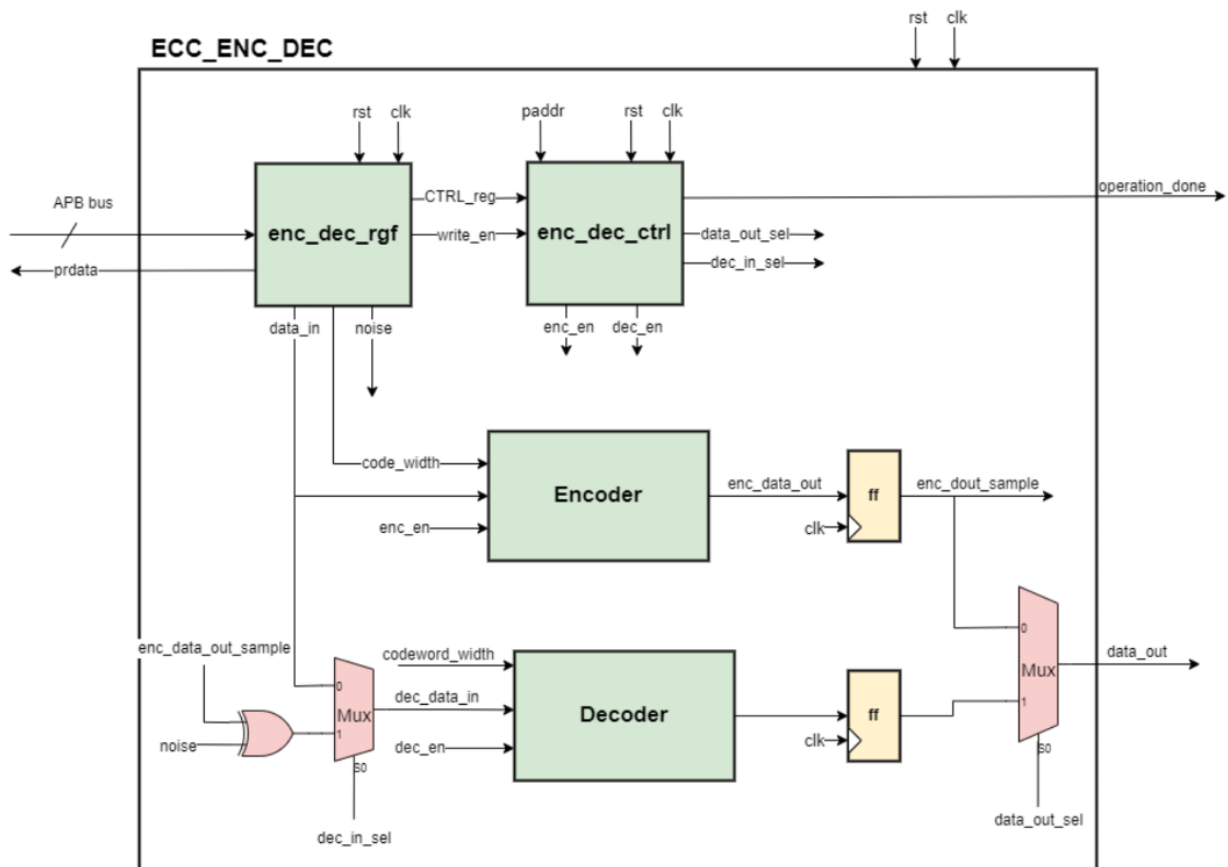 rst
clk
ECC_ENC_DEC
rst
clk
paddr
rst
clk
APB bus
CTRL_reg
operation_done
enc_dec_rgf
write_en
enc_dec_ctrl
data_out_sel
prdata
dec_in_sel
data_in
noise
enc_en
dec_en
code_width
Encoder
enc_data_out
ff
enc_dout_sample
enc_en
clk
0
enc_data_out_sample
codeword_width
data_out
Mux
0
dec_data_in
Mux
Decoder
ff
1
noise
1
dec_en
clk
S0
S0
dec_in_sel
data_out_sel